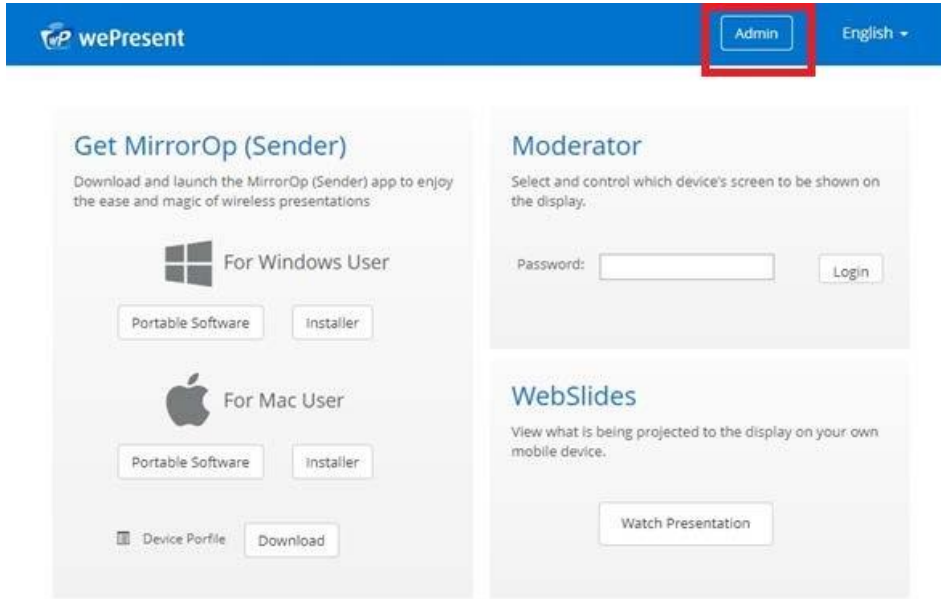 wePresent
Admin
English
Get MirrorOp (Sender)
Download and launch the MirrorOp (Sender) app to enjoy
the ease and magic of wireless presentations
For Windows User
Portable Software
Installer
For Mac User
Portable Software
Installer
Device Porfile
Download
Moderator
Select and control which device's screen to be shown on
the display.
Password:
Login
WebSlides
View what is being projected to the display on your own
mobile device.
Watch Presentation